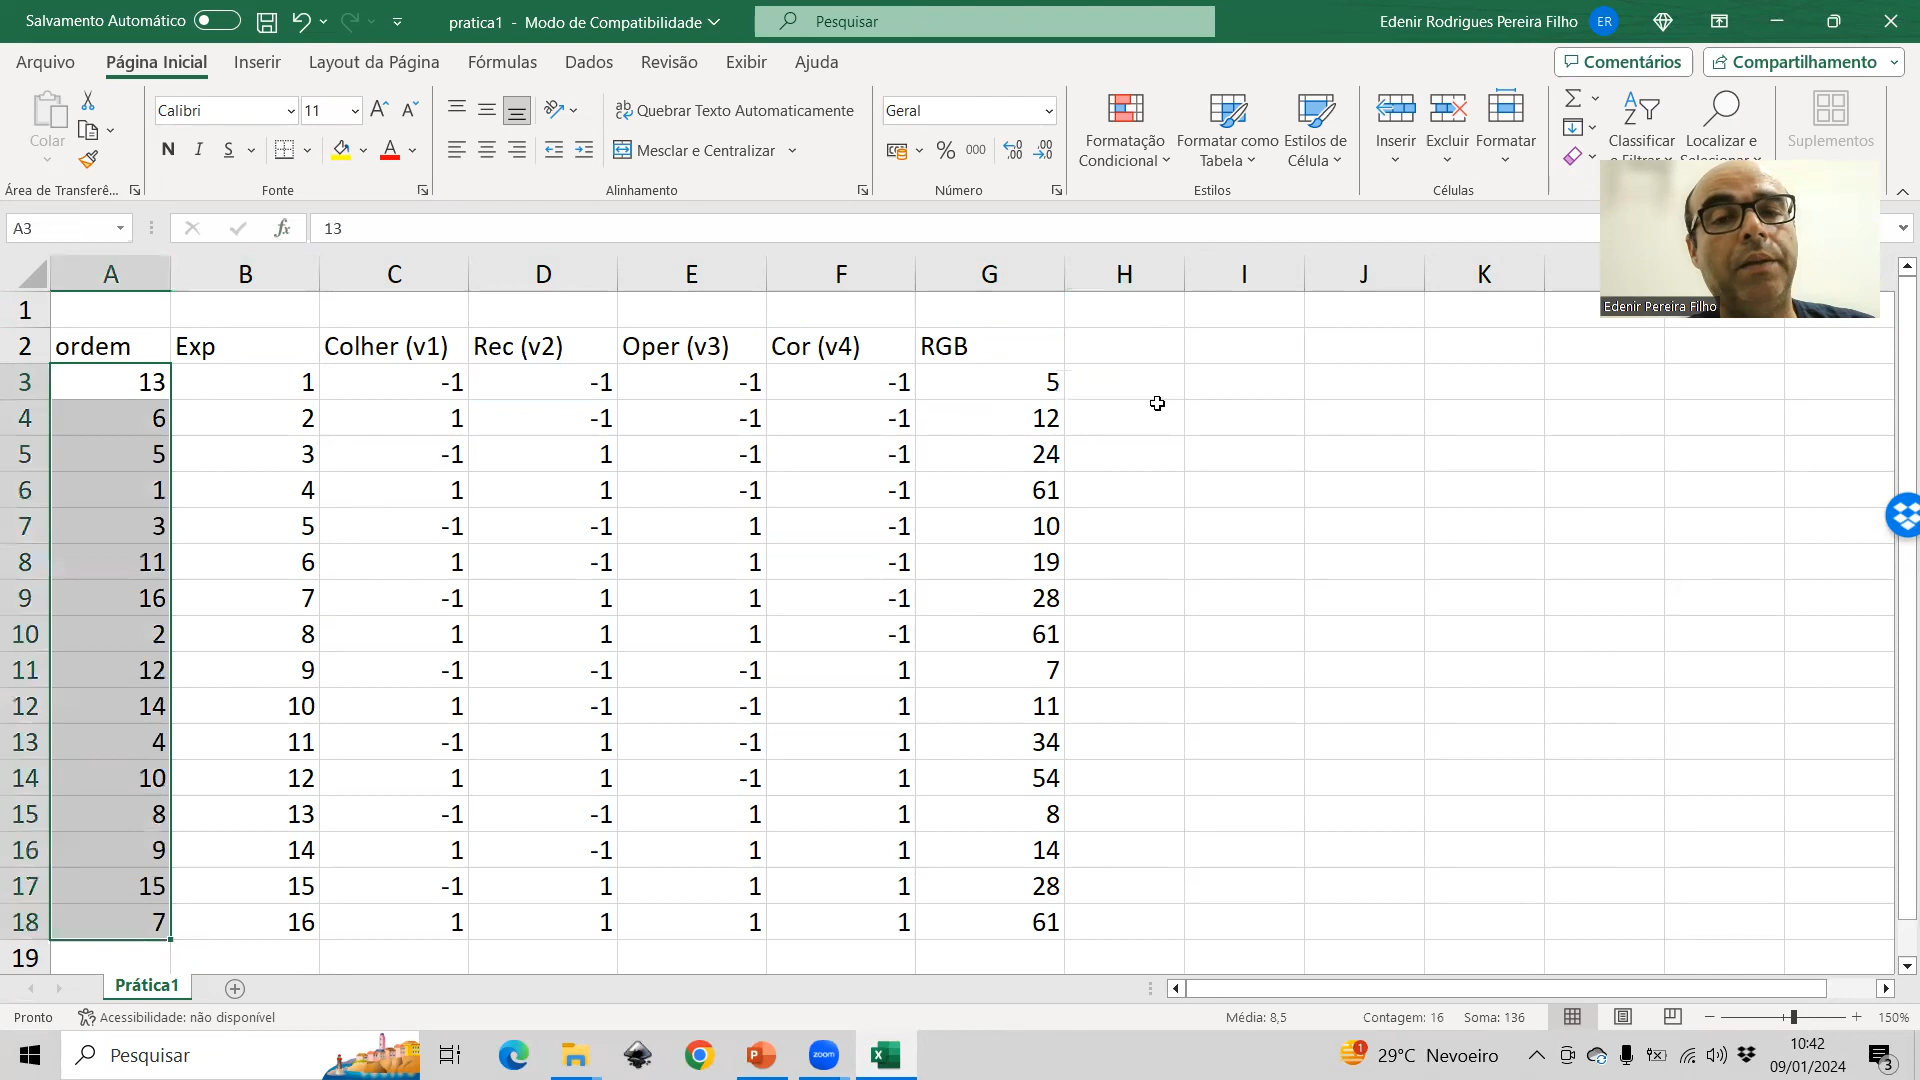 Salvamento Automático
pratica1 - Modo de Compatibilidade
Pesquisar
Edenir Rodrigues Pereira Filho
ER
Arquivo Página Inicial Inserir Layout da Página Fórmulas Dados Revisão Exibir Ajuda
Comentários
Compartilhamento
Colar
Calibri 11
N I S
Quebrar Texto Automaticamente
Mesclar e Centralizar
Geral
% 000
Formatação Condicional
Formatar como Tabela
Estilos de Célula
Inserir Excluir Formatar
Classificar
Localizar e
Suplementos
Área de Transferê... Fonte Alinhamento Número Estilos Células
A3 fx 13
Edenir Pereira Filho
A B C D E F G H I J K
1
2 ordem Exp Colher (v1) Rec (v2) Oper (v3) Cor (v4) RGB
3 13 1 -1 -1 -1 -1 5
4 6 2 1 -1 -1 -1 12
5 5 3 -1 1 -1 -1 24
6 1 4 1 1 -1 -1 61
7 3 5 -1 -1 1 -1 10
8 11 6 1 -1 1 -1 19
9 16 7 -1 1 1 -1 28
10 2 8 1 1 1 -1 61
11 12 9 -1 -1 -1 1 7
12 14 10 1 -1 -1 1 11
13 4 11 -1 1 -1 1 34
14 10 12 1 1 -1 1 54
15 8 13 -1 -1 1 1 8
16 9 14 1 -1 1 1 14
17 15 15 -1 1 1 1 28
18 7 16 1 1 1 1 61
19
Prática1
Pronto
Acessibilidade: não disponível
Média: 8,5 Contagem: 16 Soma: 136
150%
Pesquisar
zoom
29°C Nevoeiro
10:42
09/01/2024
3